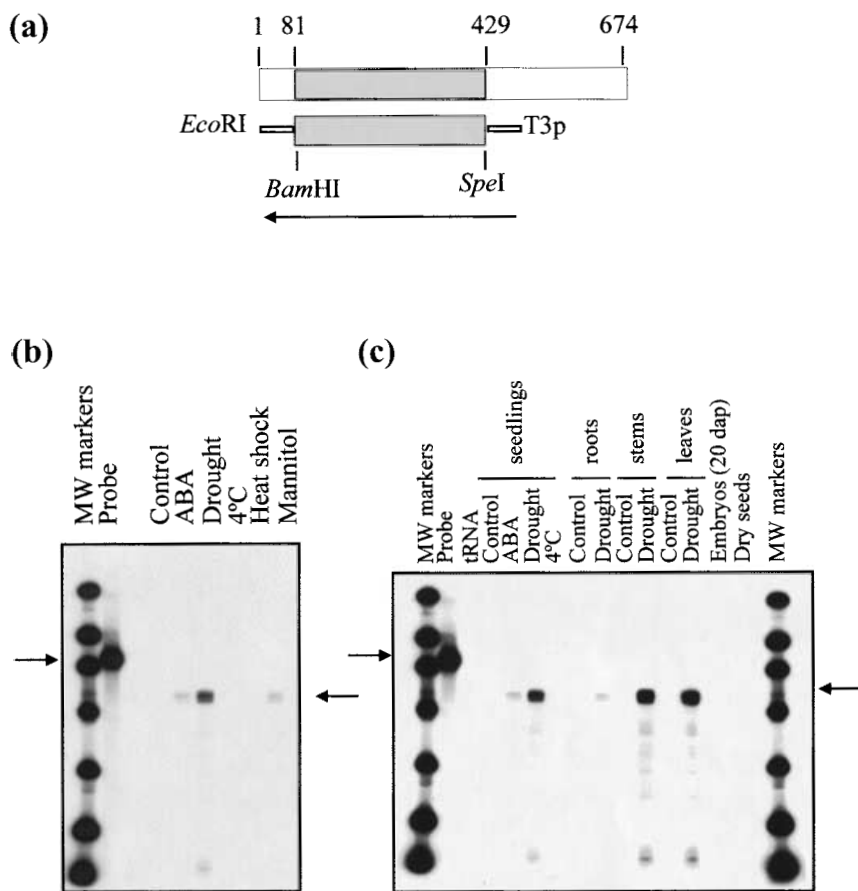 (a)
1 81 429 674
EcoRI T3p
BamHI SpeI
(b)
MW markers
Probe
Control
ABA
Drought
4ºC
Heat shock
Mannitol
(c)
seedlings
roots
stems
leaves
MW markers
Probe
tRNA
Control
ABA
Drought
4ºC
Control
Drought
Control
Drought
Control
Drought
Embryos (20 dap)
Dry seeds
MW markers